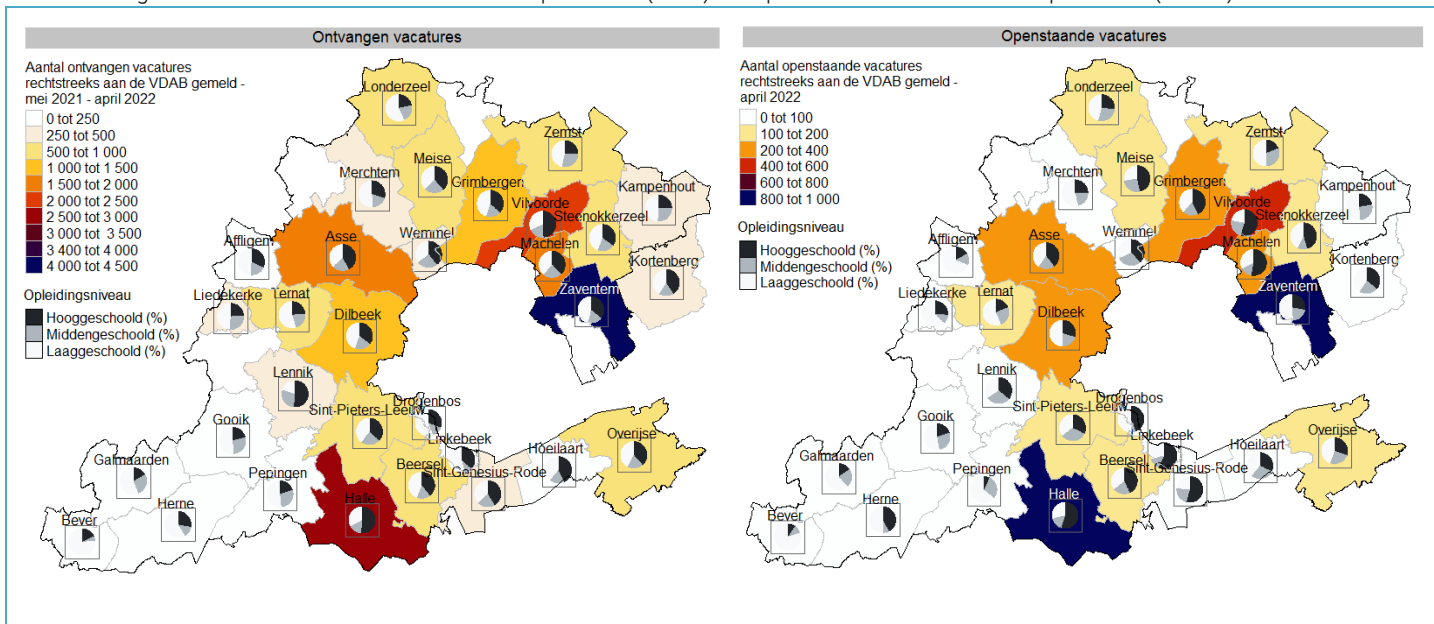 Ontvangen vacatures
Aantal ontvangen vacatures
rechtstreeks aan de VDAB gemeld -
mei 2021 - april 2022
0 tot 250
250 tot 500
500 tot 1 000
1 000 tot 1 500
1 500 tot 2 000
2 000 tot 2 500
2 500 tot 3 000
3 000 tot 3 500
3 400 tot 4 000
4 000 tot 4 500
Opleidingsniveau
Hooggeschoold (%)
Middengeschoold (%)
Laaggeschoold (%)
Londerzeel
Zemst
Meise
Merchtem
Grimbergen
Kampenhout
Vilvoorde
Steenokkerzeel
Asse
Wemmel
Affligem
Machelen
Kortenberg
Zaventem
Liedekerke
Ternat
Dilbeek
Lennik
Drogenbos
Sint-Pieters-Leeuw
Gooik
Linkebeek
Hoeilaart
Overijse
Galmaarden
Pepingen
Beersel
Sint-Genesius-Rode
Halle
Herne
Bever
Openstaande vacatures
Aantal openstaande vacatures
rechtstreeks aan de VDAB gemeld -
april 2022
0 tot 100
100 tot 200
200 tot 400
400 tot 600
600 tot 800
800 tot 1 000
Opleidingsniveau
Hooggeschoold (%)
Middengeschoold (%)
Laaggeschoold (%)
Londerzeel
Zemst
Meise
Merchtem
Grimbergen
Kampenhout
Vilvoorde
Steenokkerzeel
Asse
Wemmel
Affligem
Machelen
Kortenberg
Zaventem
Liedekerke
Ternat
Dilbeek
Lennik
Drogenbos
Sint-Pieters-Leeuw
Gooik
Linkebeek
Hoeilaart
Overijse
Galmaarden
Pepingen
Beersel
Sint-Genesius-Rode
Halle
Herne
Bever